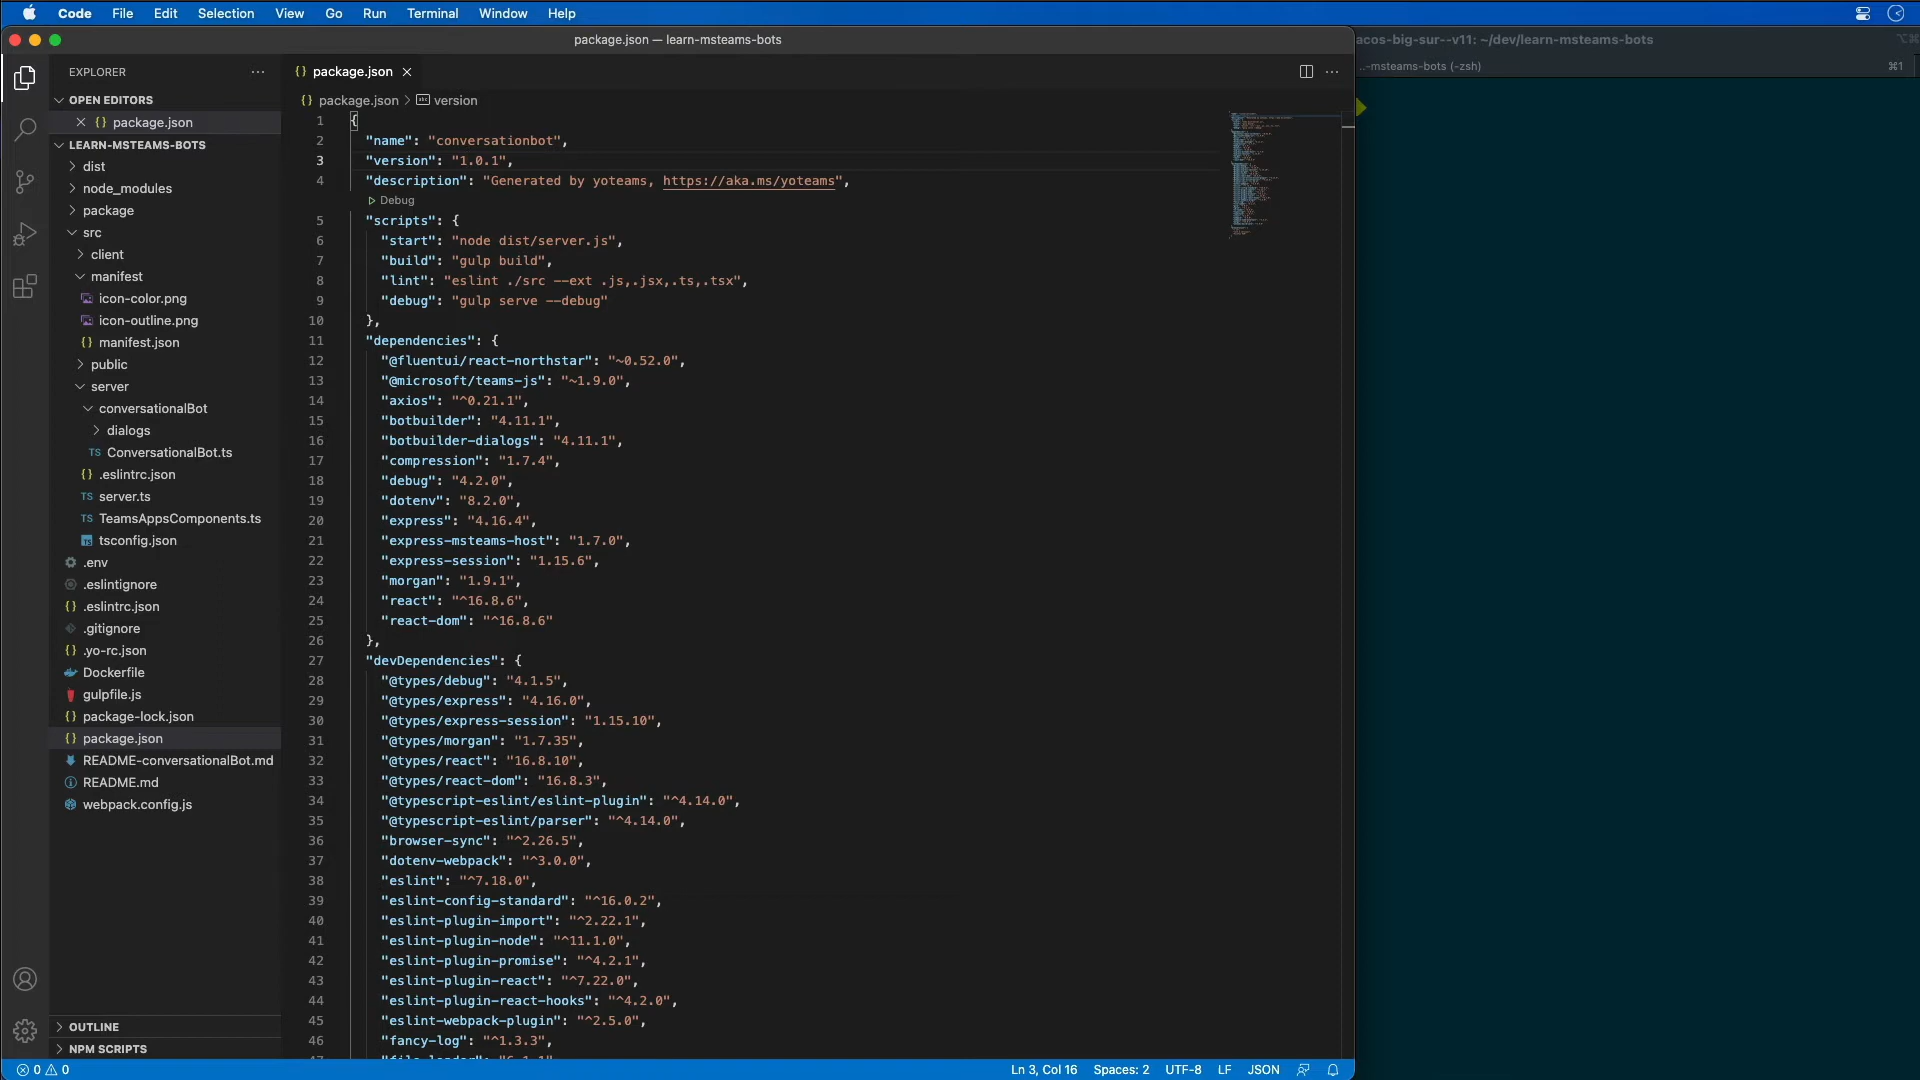 Code File Edit Selection View Go Run Terminal Window Help
package.json — learn-msteams-bots
acos-big-sur--v11: ~/dev/learn-msteams-bots
..-msteams-bots (-zsh) ⌘1
EXPLORER
OPEN EDITORS
package.json
LEARN-MSTEAMS-BOTS
dist
node_modules
package
src
client
manifest
icon-color.png
icon-outline.png
manifest.json
public
server
conversationalBot
dialogs
TS ConversationalBot.ts
.eslintrc.json
TS server.ts
TS TeamsAppsComponents.ts
tsconfig.json
.env
.eslintignore
.eslintrc.json
.gitignore
.yo-rc.json
Dockerfile
gulpfile.js
package-lock.json
package.json
README-conversationalBot.md
README.md
webpack.config.js
OUTLINE
NPM SCRIPTS
{} package.json
{} package.json > version
1 {
2 "name": "conversationbot",
3 "version": "1.0.1",
4 "description": "Generated by yoteams, https://aka.ms/yoteams",
Debug
5 "scripts": {
6 "start": "node dist/server.js",
7 "build": "gulp build",
8 "lint": "eslint ./src --ext .js,.jsx,.ts,.tsx",
9 "debug": "gulp serve --debug"
10 },
11 "dependencies": {
12 "@fluentui/react-northstar": "~0.52.0",
13 "@microsoft/teams-js": "~1.9.0",
14 "axios": "^0.21.1",
15 "botbuilder": "4.11.1",
16 "botbuilder-dialogs": "4.11.1",
17 "compression": "1.7.4",
18 "debug": "4.2.0",
19 "dotenv": "8.2.0",
20 "express": "4.16.4",
21 "express-msteams-host": "1.7.0",
22 "express-session": "1.15.6",
23 "morgan": "1.9.1",
24 "react": "^16.8.6",
25 "react-dom": "^16.8.6"
26 },
27 "devDependencies": {
28 "@types/debug": "4.1.5",
29 "@types/express": "4.16.0",
30 "@types/express-session": "1.15.10",
31 "@types/morgan": "1.7.35",
32 "@types/react": "16.8.10",
33 "@types/react-dom": "16.8.3",
34 "@typescript-eslint/eslint-plugin": "^4.14.0",
35 "@typescript-eslint/parser": "^4.14.0",
36 "browser-sync": "^2.26.5",
37 "dotenv-webpack": "^3.0.0",
38 "eslint": "^7.18.0",
39 "eslint-config-standard": "^16.0.2",
40 "eslint-plugin-import": "^2.22.1",
41 "eslint-plugin-node": "^11.1.0",
42 "eslint-plugin-promise": "^4.2.1",
43 "eslint-plugin-react": "^7.22.0",
44 "eslint-plugin-react-hooks": "^4.2.0",
45 "eslint-webpack-plugin": "^2.5.0",
46 "fancy-log": "^1.3.3",
0 0 Ln 3, Col 16 Spaces: 2 UTF-8 LF JSON